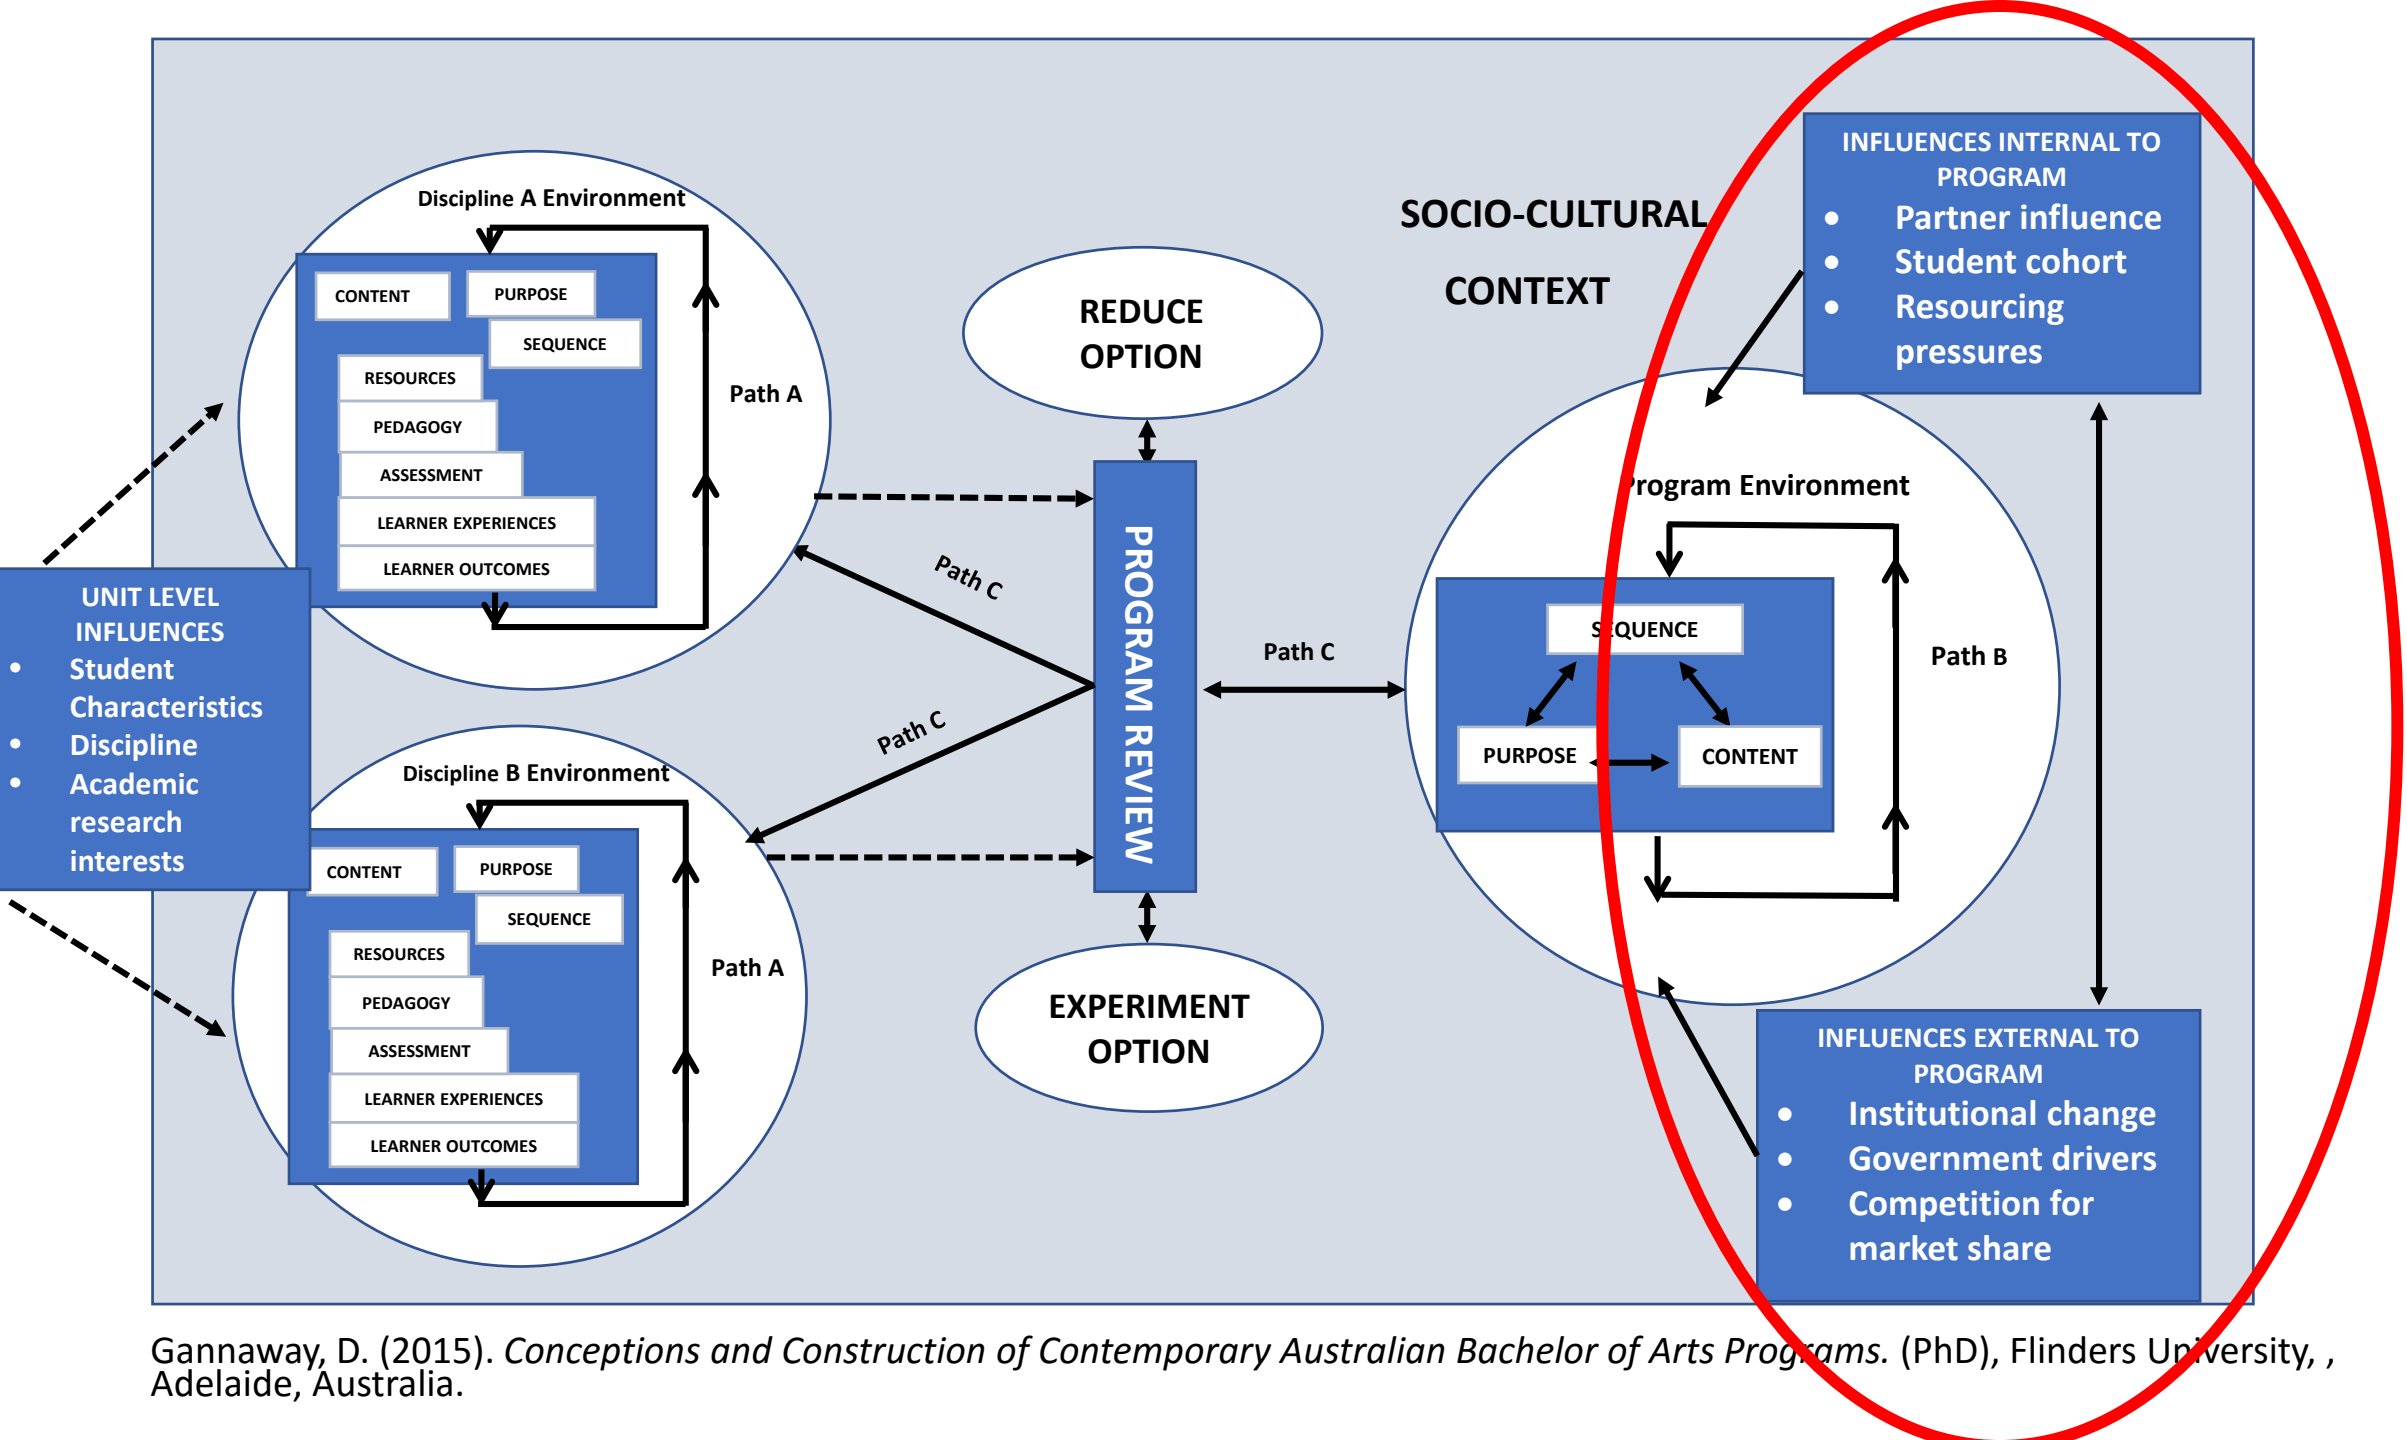 SOCIO-CULTURAL
CONTEXT
UNIT LEVEL
INFLUENCES
• Student
Characteristics
• Discipline
• Academic
research
interests
Discipline A Environment
CONTENT
PURPOSE
SEQUENCE
RESOURCES
PEDAGOGY
ASSESSMENT
LEARNER EXPERIENCES
LEARNER OUTCOMES
Path A
Discipline B Environment
CONTENT
PURPOSE
SEQUENCE
RESOURCES
PEDAGOGY
ASSESSMENT
LEARNER EXPERIENCES
LEARNER OUTCOMES
Path A
REDUCE
OPTION
Path C
Path C
PROGRAM REVIEW
Path C
EXPERIMENT
OPTION
Program Environment
SEQUENCE
PURPOSE
CONTENT
Path B
INFLUENCES INTERNAL TO
PROGRAM
• Partner influence
• Student cohort
• Resourcing
pressures
INFLUENCES EXTERNAL TO
PROGRAM
• Institutional change
• Government drivers
• Competition for
market share
Gannaway, D. (2015). Conceptions and Construction of Contemporary Australian Bachelor of Arts Programs. (PhD), Flinders University, ,
Adelaide, Australia.